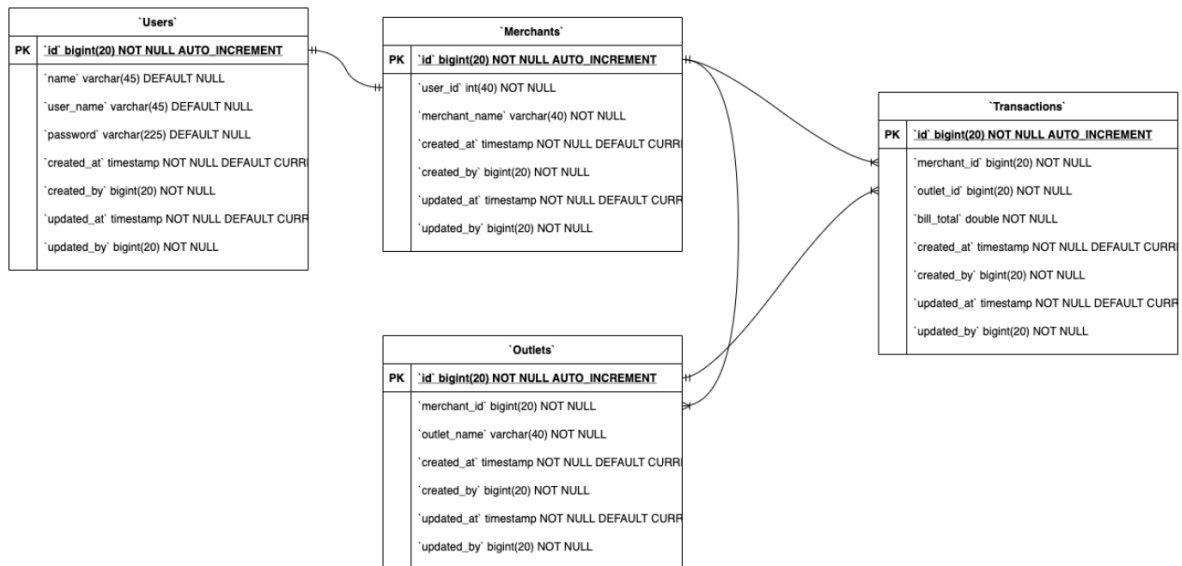 `Users`
PK `id` bigint(20) NOT NULL AUTO_INCREMENT
`name` varchar(45) DEFAULT NULL
`user_name` varchar(45) DEFAULT NULL
`password` varchar(225) DEFAULT NULL
`created_at` timestamp NOT NULL DEFAULT CURR
`created_by` bigint(20) NOT NULL
`updated_at` timestamp NOT NULL DEFAULT CURR
`updated_by` bigint(20) NOT NULL
`Merchants`
PK `id` bigint(20) NOT NULL AUTO_INCREMENT
`user_id` int(40) NOT NULL
`merchant_name` varchar(40) NOT NULL
`created_at` timestamp NOT NULL DEFAULT CURR
`created_by` bigint(20) NOT NULL
`updated_at` timestamp NOT NULL DEFAULT CURR
`updated_by` bigint(20) NOT NULL
`Transactions`
PK `id` bigint(20) NOT NULL AUTO_INCREMENT
`merchant_id` bigint(20) NOT NULL
`outlet_id` bigint(20) NOT NULL
`bill_total` double NOT NULL
`created_at` timestamp NOT NULL DEFAULT CURR
`created_by` bigint(20) NOT NULL
`updated_at` timestamp NOT NULL DEFAULT CURR
`updated_by` bigint(20) NOT NULL
`Outlets`
PK `id` bigint(20) NOT NULL AUTO_INCREMENT
`merchant_id` bigint(20) NOT NULL
`outlet_name` varchar(40) NOT NULL
`created_at` timestamp NOT NULL DEFAULT CURR
`created_by` bigint(20) NOT NULL
`updated_at` timestamp NOT NULL DEFAULT CURR
`updated_by` bigint(20) NOT NULL